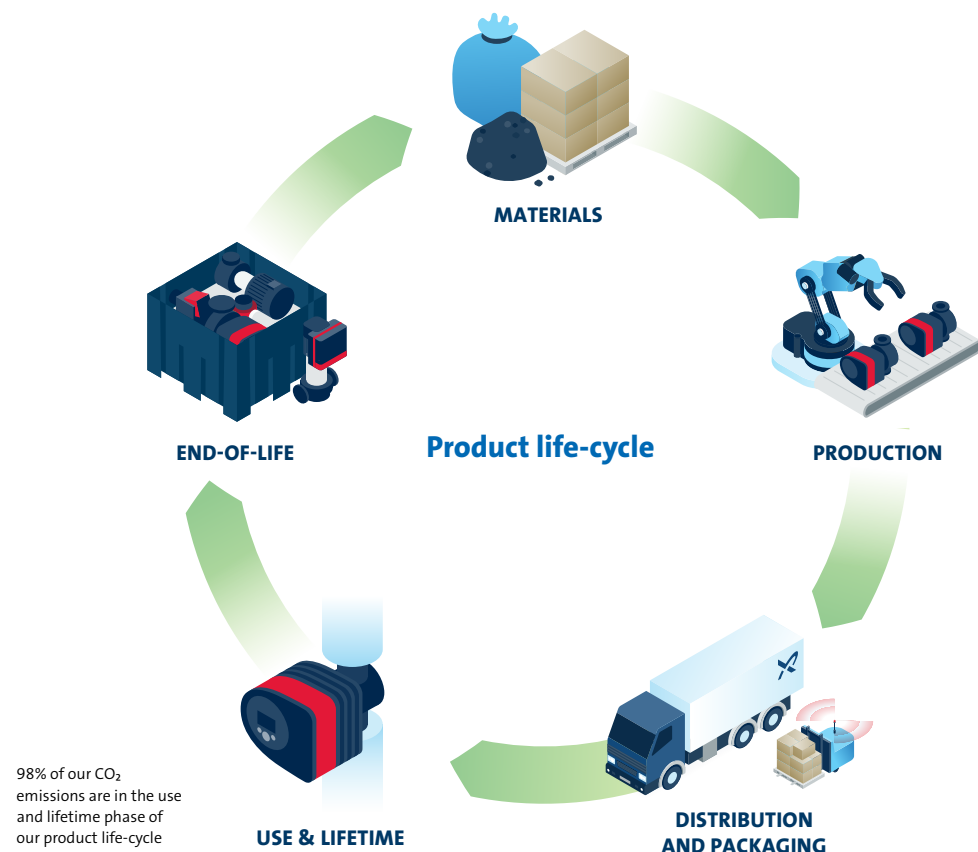 MATERIALS
END-OF-LIFE
Product life-cycle
PRODUCTION
98% of our CO₂
emissions are in the use
and lifetime phase of
our product life-cycle
USE & LIFETIME
DISTRIBUTION
AND PACKAGING